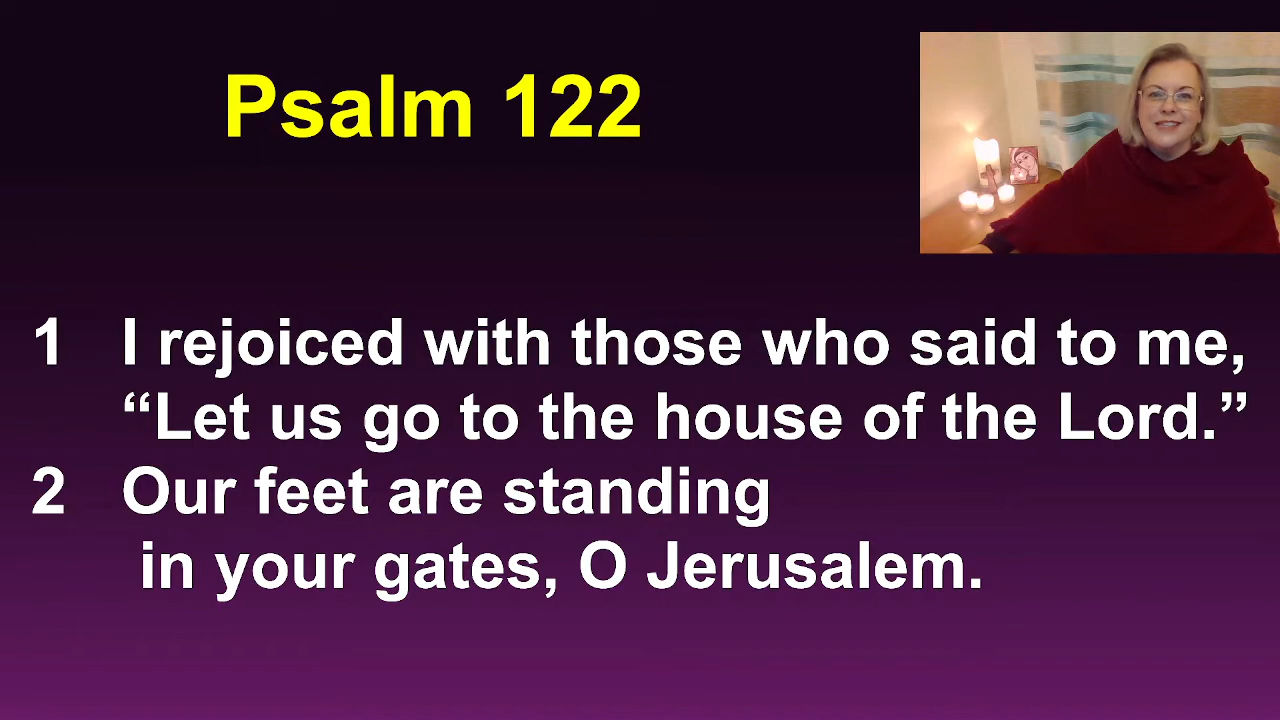 Psalm 122
1 I rejoiced with those who said to me,
“Let us go to the house of the Lord.”
2 Our feet are standing
in your gates, O Jerusalem.